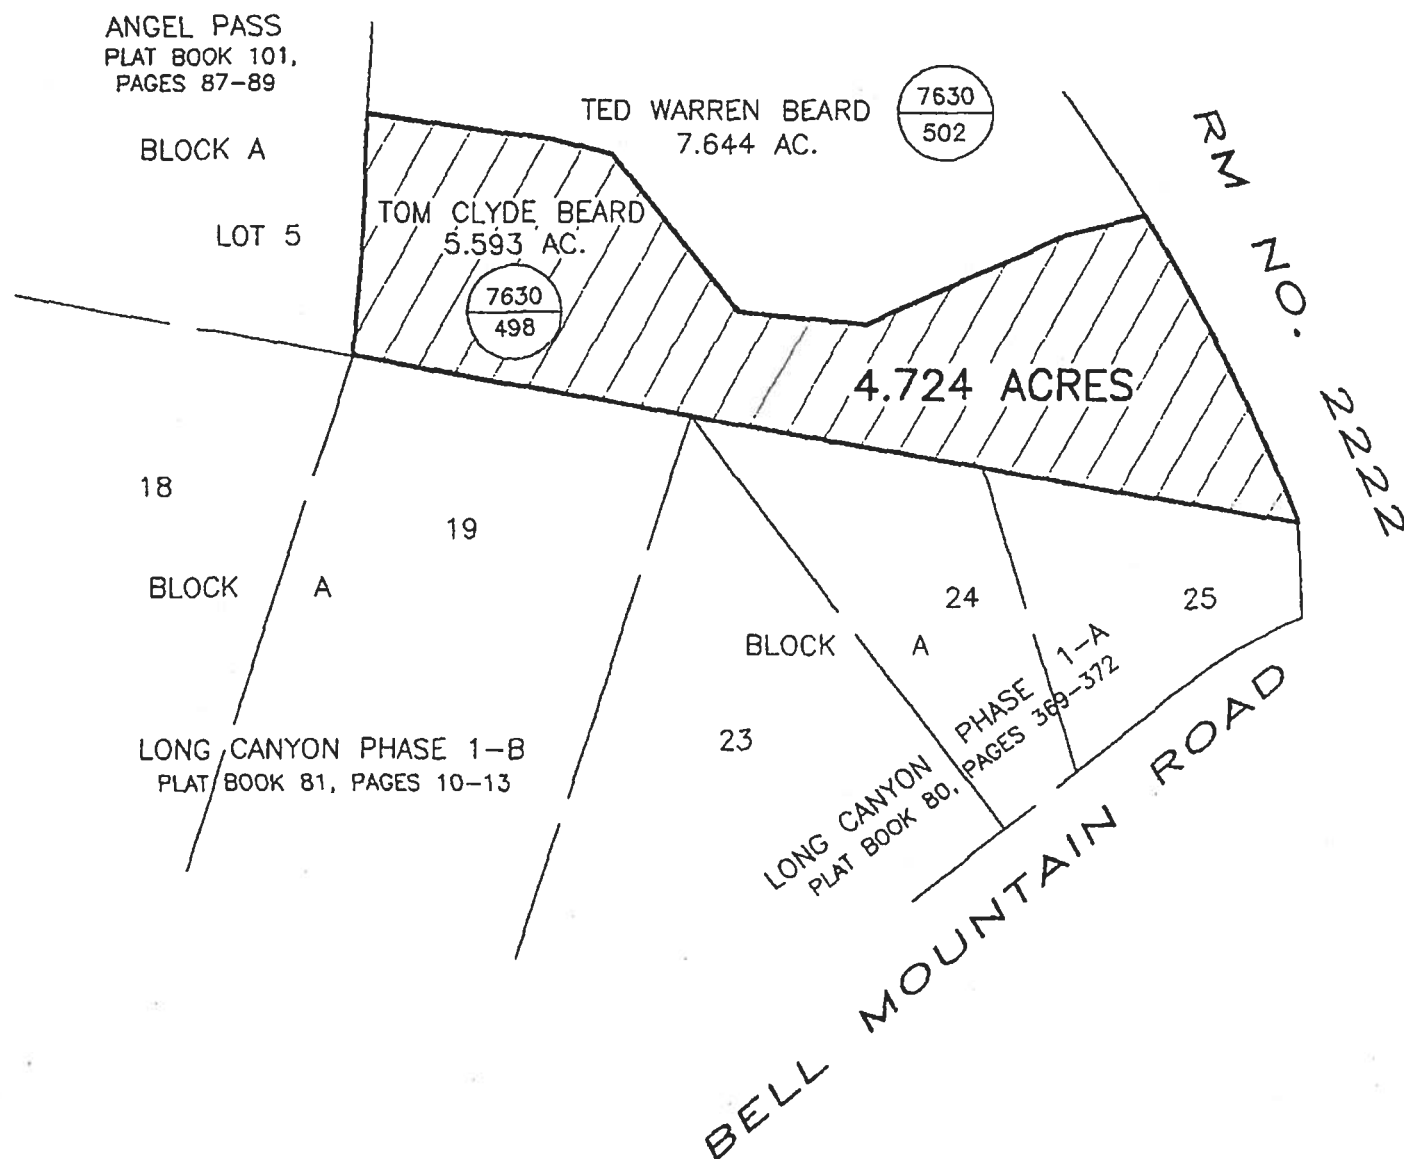 ANGEL PASS
PLAT BOOK 101,
PAGES 87-89
BLOCK A
LOT 5
TED WARREN BEARD
7.644 AC.
7630
502
RM NO. 2222
TOM CLYDE BEARD
5.593 AC.
7630
498
4.724 ACRES
18
19
BLOCK A
LONG CANYON PHASE 1-B
PLAT BOOK 81, PAGES 10-13
23
24
25
BLOCK A
LONG CANYON PHASE 1-A
PLAT BOOK 80, PAGES 369-372
BELL MOUNTAIN ROAD